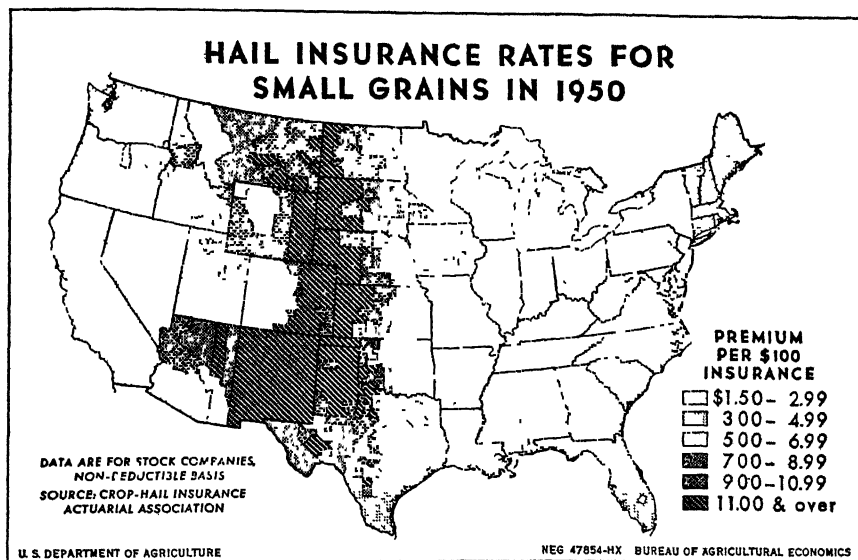 HAIL INSURANCE RATES FOR
SMALL GRAINS IN 1950
PREMIUM
PER $100
INSURANCE
$1.50 – 2.99
300 – 4.99
500 – 6.99
700 – 8.99
900 – 10.99
11.00 & over
DATA ARE FOR STOCK COMPANIES,
NON-DEDUCTIBLE BASIS
SOURCE: CROP-HAIL INSURANCE
ACTUARIAL ASSOCIATION
U. S. DEPARTMENT OF AGRICULTURE
NEG 47854-HX BUREAU OF AGRICULTURAL ECONOMICS